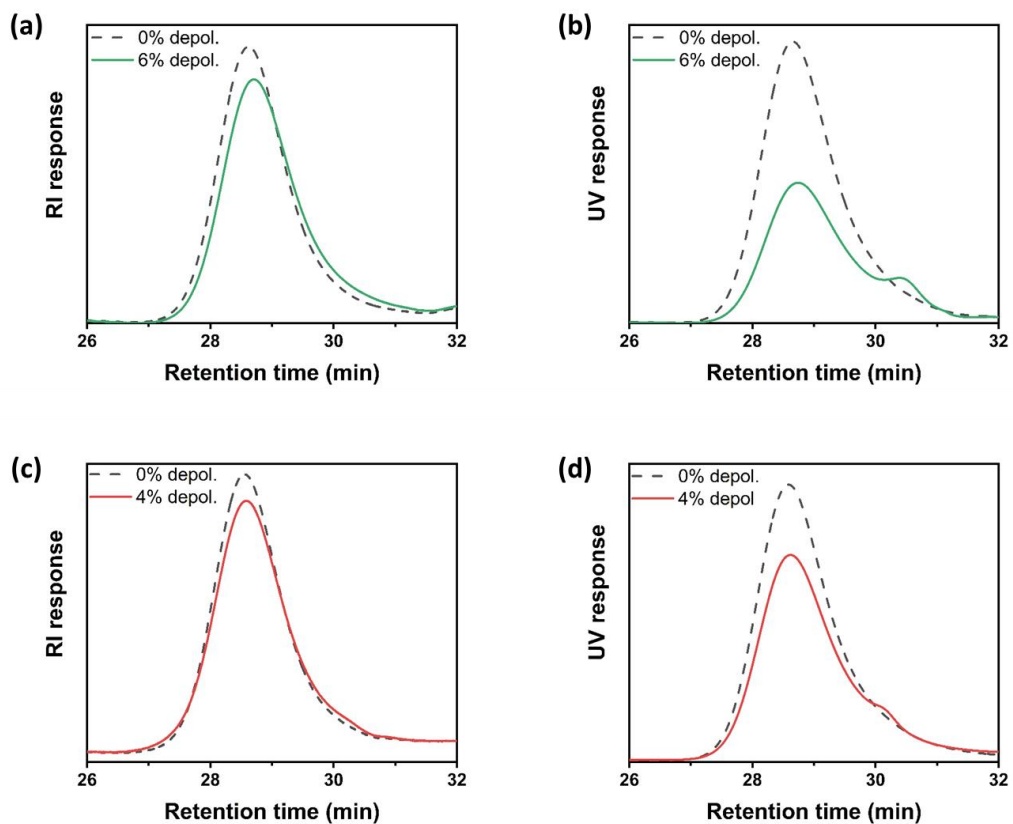 (a)
0% depol.
6% depol.
RI response
26 28 30 32
Retention time (min)
(b)
0% depol.
6% depol.
UV response
26 28 30 32
Retention time (min)
(c)
0% depol.
4% depol.
RI response
26 28 30 32
Retention time (min)
(d)
0% depol.
4% depol
UV response
26 28 30 32
Retention time (min)